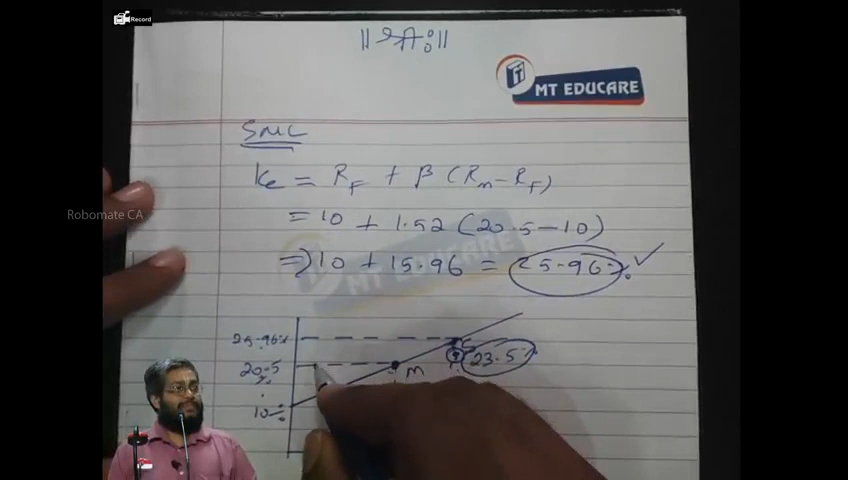 Record
MT EDUCARE
SML
Ke = RF + β (Rm - RF)
= 10 + 1.52 (20.5 - 10)
=> 10 + 15.96 = 25.96%
Robomate CA
25.96%
S
23.5%
20.5
M
10%